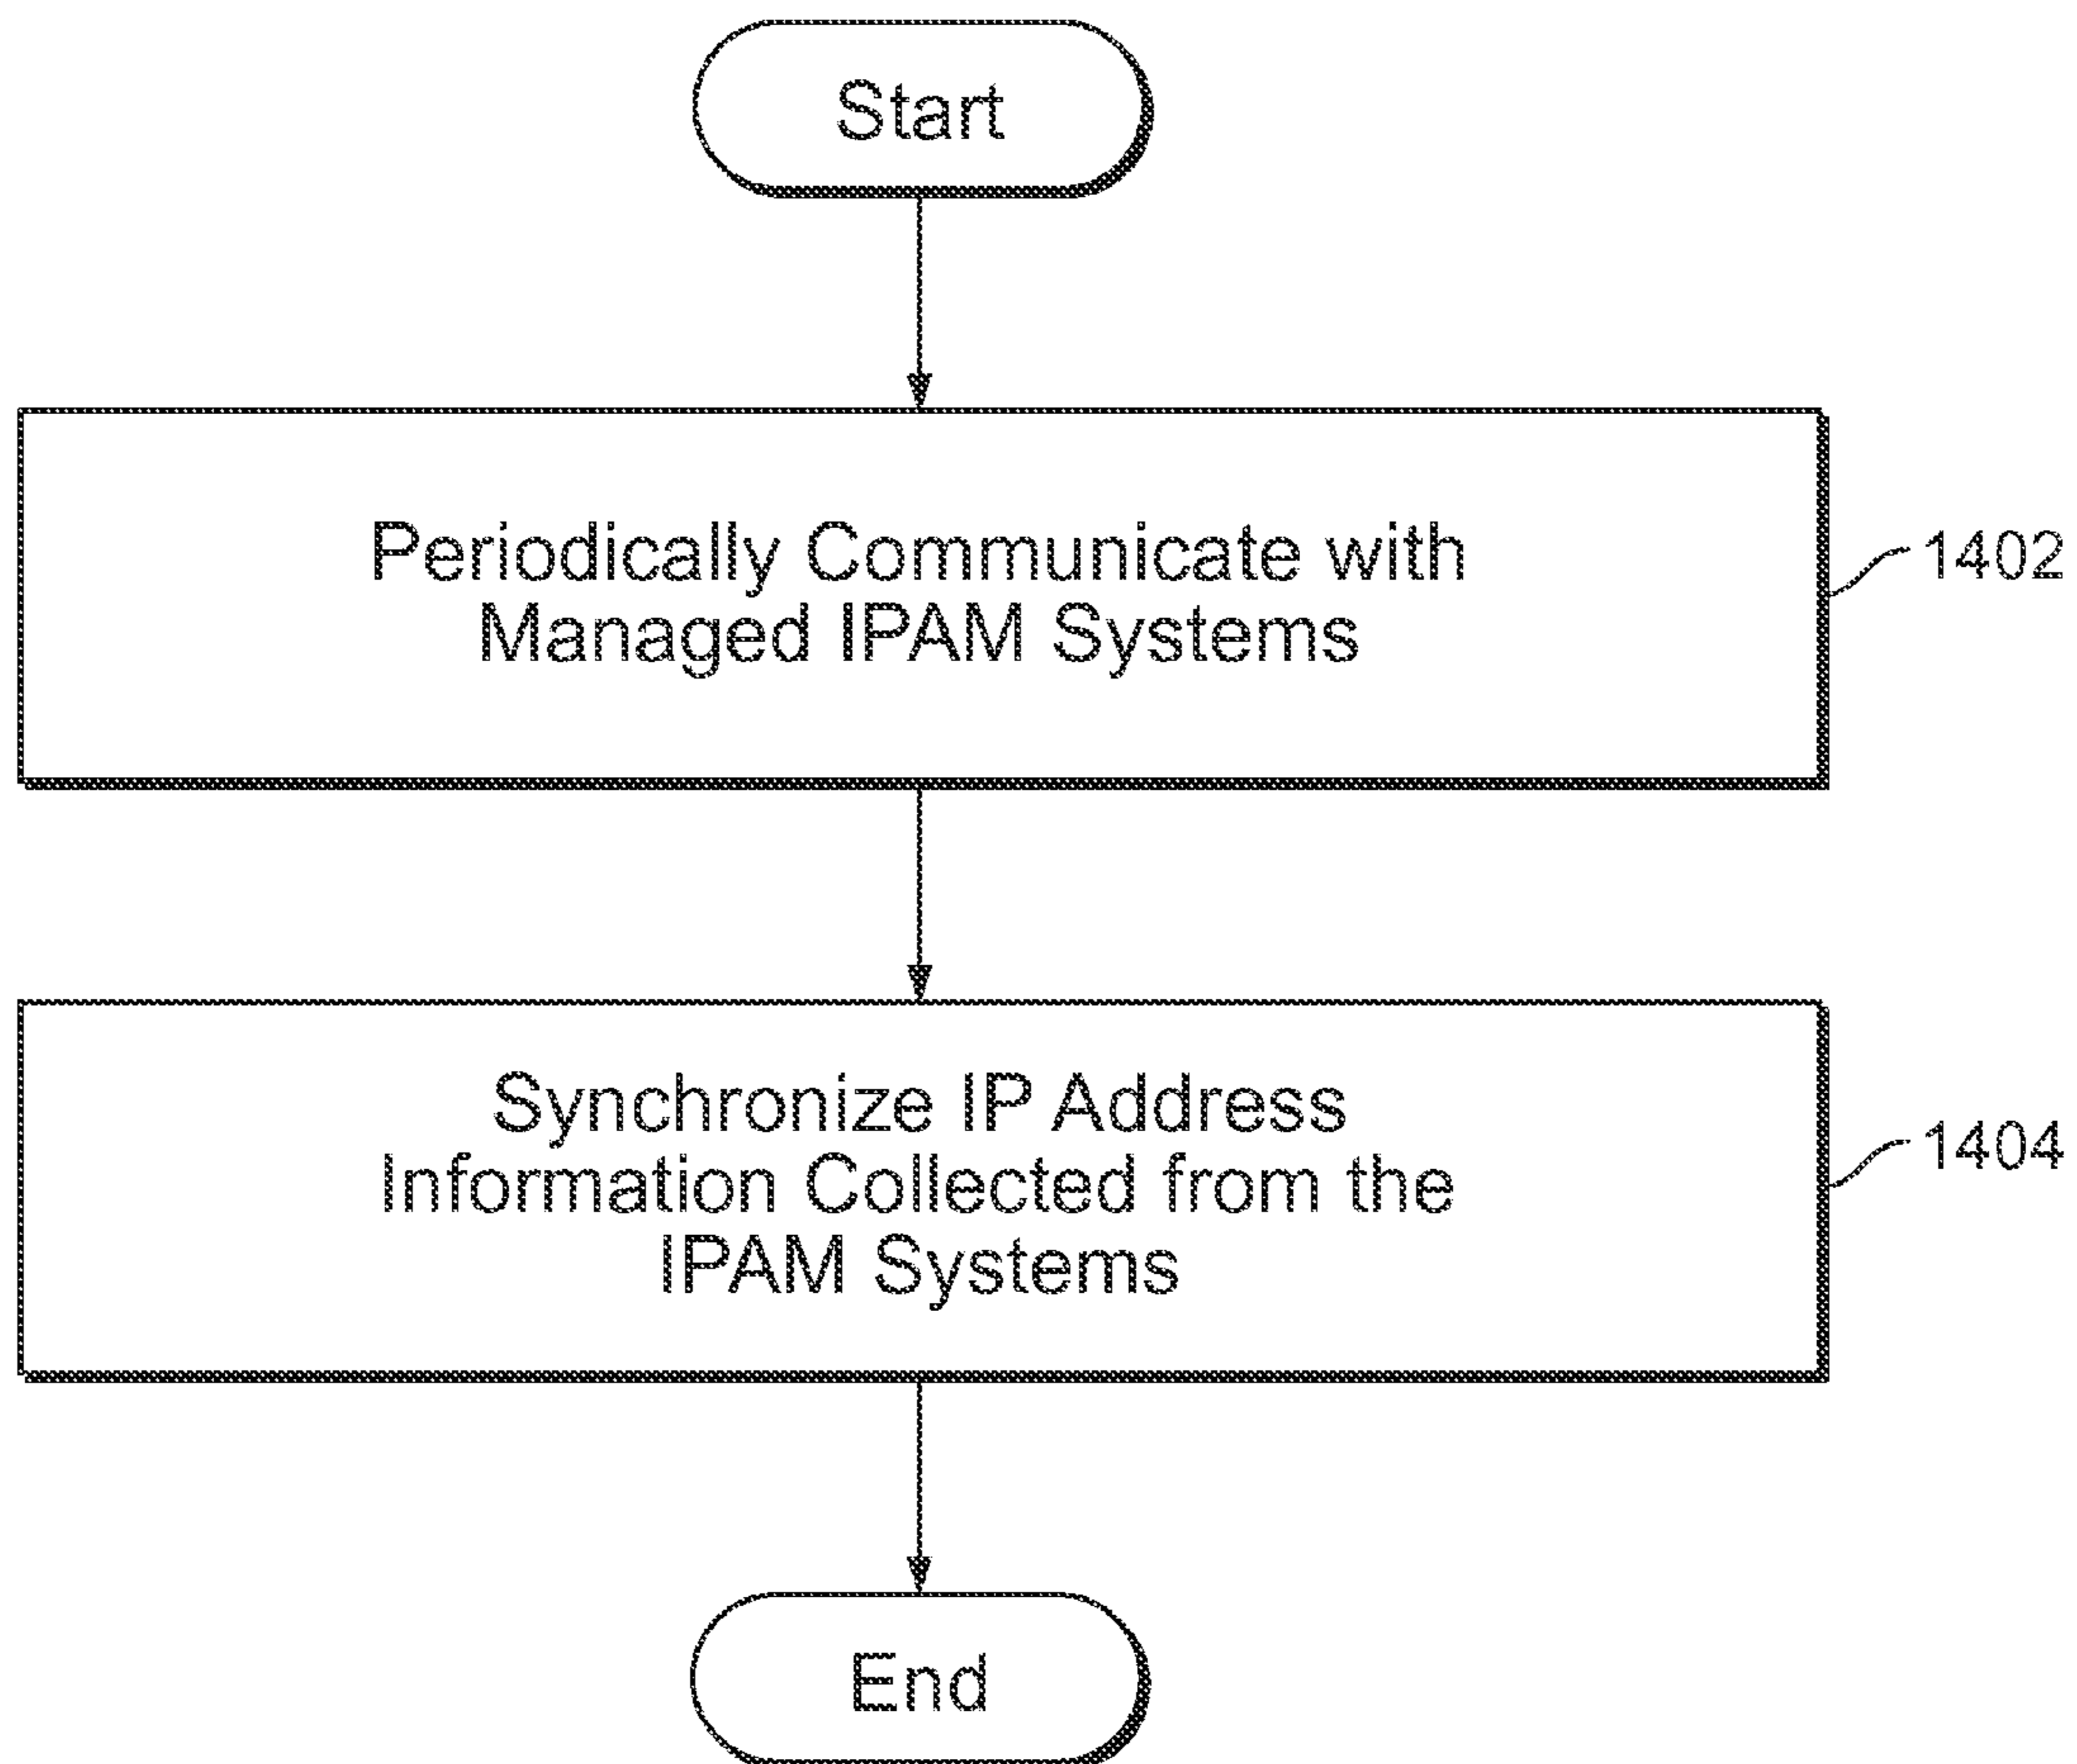 Start
Periodically Communicate with
Managed IPAM Systems
1402
Synchronize IP Address
Information Collected from the
IPAM Systems
1404
End